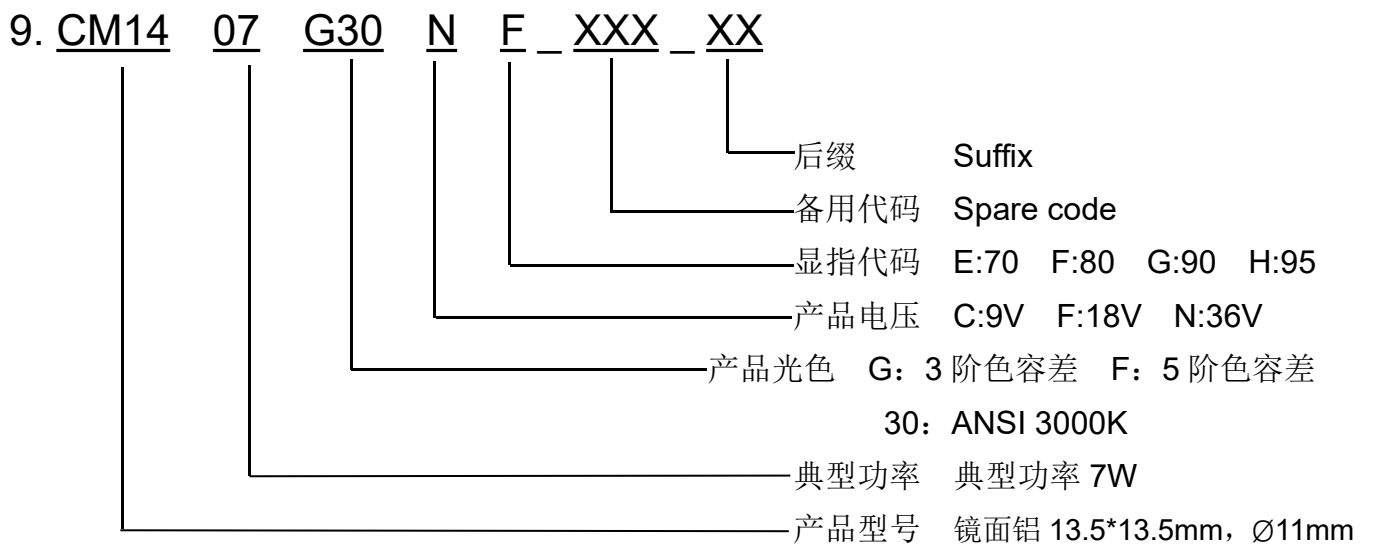 9. CM14 07 G30 N F _ XXX _ XX
后缀 Suffix
备用代码 Spare code
显指代码 E:70 F:80 G:90 H:95
产品电压 C:9V F:18V N:36V
产品光色 G：3 阶色容差 F：5 阶色容差
30：ANSI 3000K
典型功率 典型功率 7W
产品型号 镜面铝 13.5*13.5mm，∅11mm